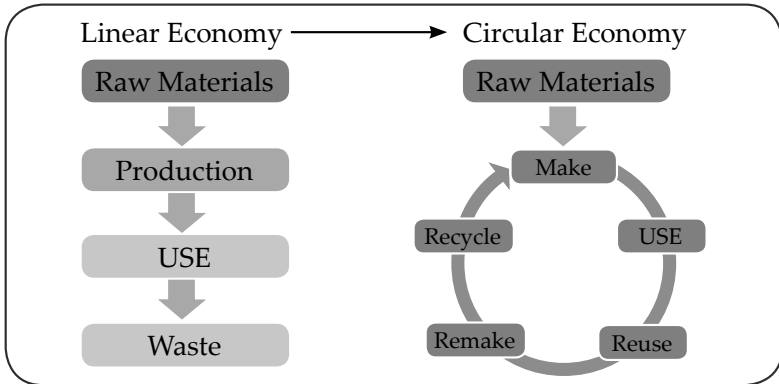 Linear Economy
Raw Materials
Production
USE
Waste
Circular Economy
Raw Materials
Make
USE
Reuse
Remake
Recycle